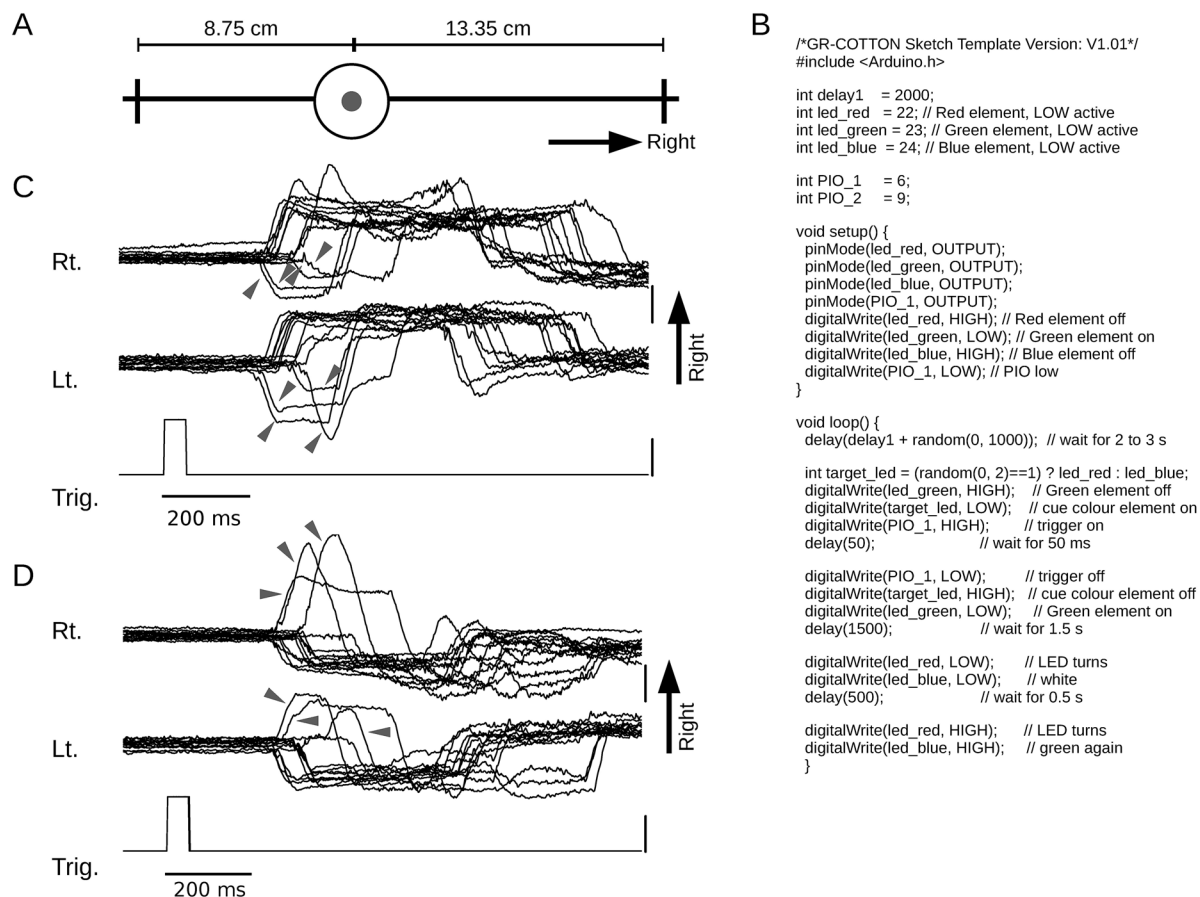 A
8.75 cm
13.35 cm
Right
B
/*GR-COTTON Sketch Template Version: V1.01*/
#include <Arduino.h>
int delay1 = 2000;
int led_red = 22; // Red element, LOW active
int led_green = 23; // Green element, LOW active
int led_blue = 24; // Blue element, LOW active
int PIO_1 = 6;
int PIO_2 = 9;
void setup() {
pinMode(led_red, OUTPUT);
pinMode(led_green, OUTPUT);
pinMode(led_blue, OUTPUT);
pinMode(PIO_1, OUTPUT);
digitalWrite(led_red, HIGH); // Red element off
digitalWrite(led_green, LOW); // Green element on
digitalWrite(led_blue, HIGH); // Blue element off
digitalWrite(PIO_1, LOW); // PIO low
}
void loop() {
delay(delay1 + random(0, 1000)); // wait for 2 to 3 s
int target_led = (random(0, 2)==1) ? led_red : led_blue;
digitalWrite(led_green, HIGH); // Green element off
digitalWrite(target_led, LOW); // cue colour element on
digitalWrite(PIO_1, HIGH); // trigger on
delay(50); // wait for 50 ms
digitalWrite(PIO_1, LOW); // trigger off
digitalWrite(target_led, HIGH); // cue colour element off
digitalWrite(led_green, LOW); // Green element on
delay(1500); // wait for 1.5 s
digitalWrite(led_red, LOW); // LED turns
digitalWrite(led_blue, LOW); // white
delay(500); // wait for 0.5 s
digitalWrite(led_red, HIGH); // LED turns
digitalWrite(led_blue, HIGH); // green again
}
C
Rt.
Lt.
Right
Trig.
200 ms
D
Rt.
Lt.
Right
Trig.
200 ms